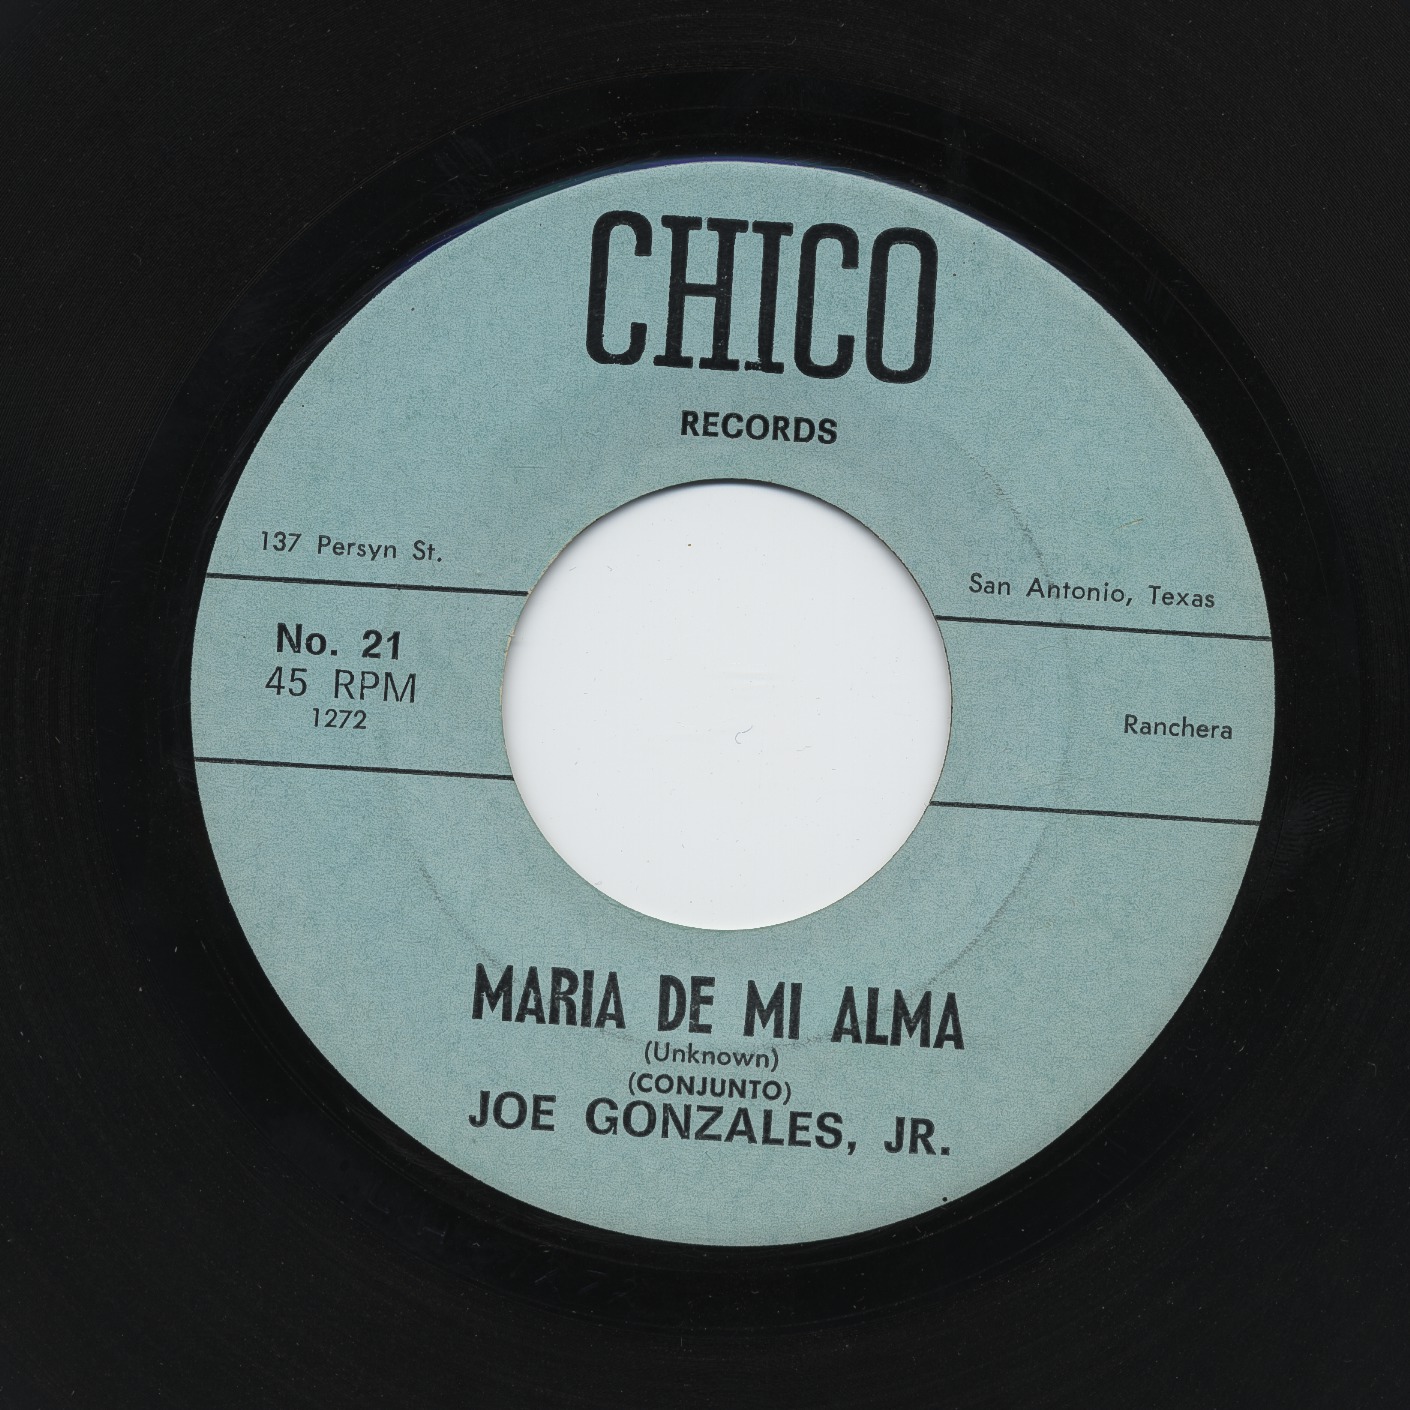 CHICO
RECORDS
137 Persyn St.
San Antonio, Texas
No. 21
45 RPM
1272
Ranchera
MARIA DE MI ALMA
(Unknown)
(CONJUNTO)
JOE GONZALES, JR.